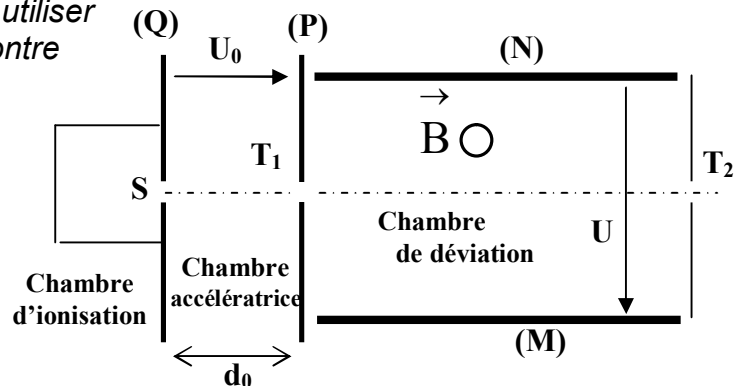 utiliser
ontre
(Q)
(P)
U₀
(N)
B
T₁
T₂
S
Chambre
de déviation
U
Chambre
d'ionisation
Chambre
accélératrice
(M)
d₀